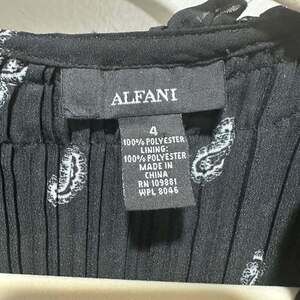 ALFANI
4
100% POLYESTER
LINING:
100% POLYESTER
MADE IN
CHINA
RN 109881
WPL 8046